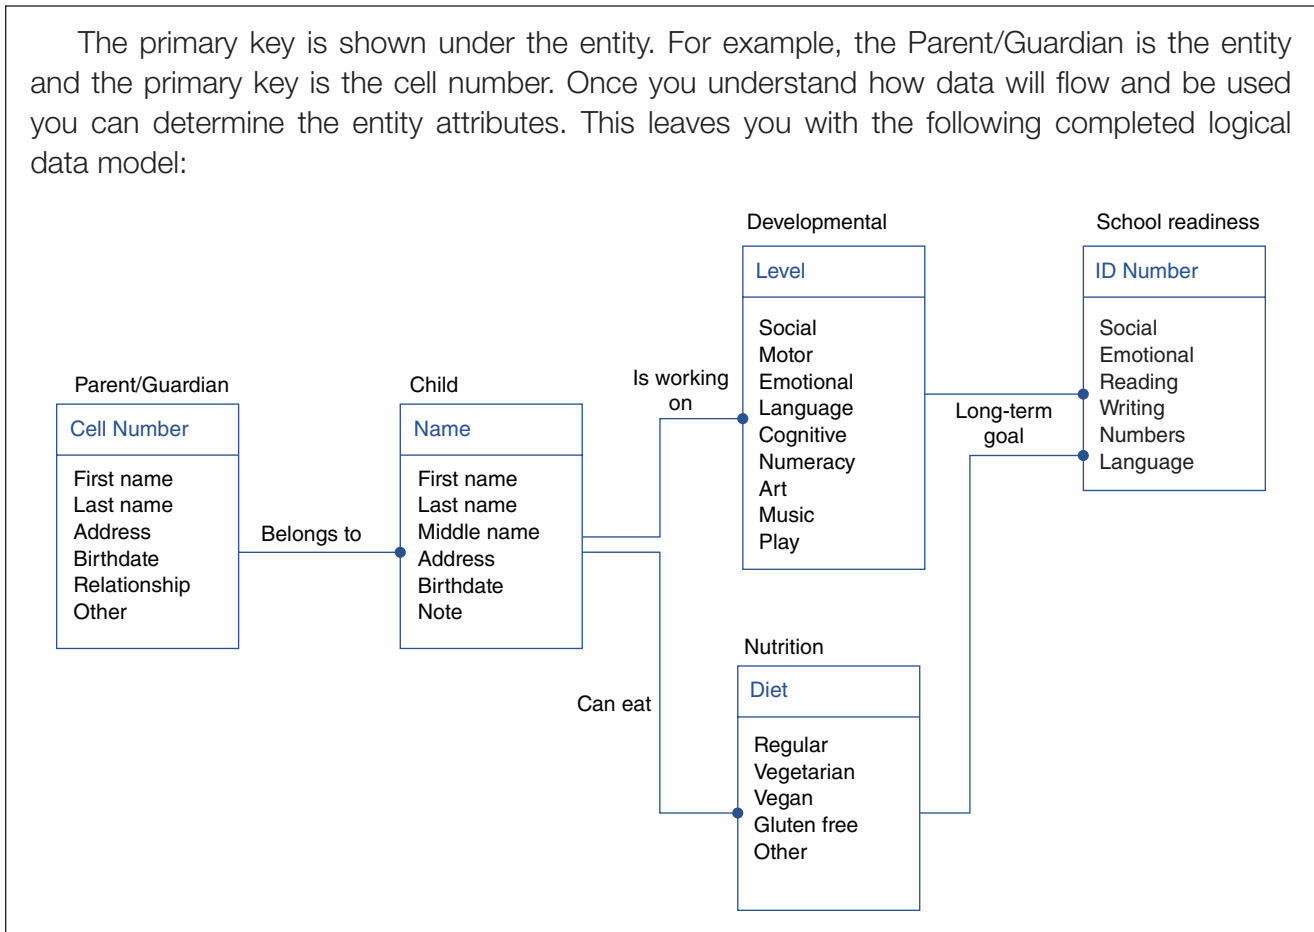 The primary key is shown under the entity. For example, the Parent/Guardian is the entity
and the primary key is the cell number. Once you understand how data will flow and be used
you can determine the entity attributes. This leaves you with the following completed logical
data model:
Parent/Guardian
Cell Number
First name
Last name
Address
Birthdate
Relationship
Other
Belongs to
Child
Name
First name
Last name
Middle name
Address
Birthdate
Note
Is working
on
Can eat
Developmental
Level
Social
Motor
Emotional
Language
Cognitive
Numeracy
Art
Music
Play
Nutrition
Diet
Regular
Vegetarian
Vegan
Gluten free
Other
Long-term
goal
School readiness
ID Number
Social
Emotional
Reading
Writing
Numbers
Language